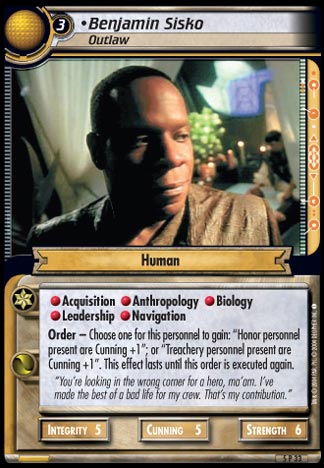 3
•Benjamin Sisko
Outlaw
Human
Acquisition Anthropology Biology
Leadership Navigation
Order – Choose one for this personnel to gain: "Honor personnel
present are Cunning +1"; or "Treachery personnel present are
Cunning +1". This effect lasts until this order is executed again.
"You're looking in the wrong corner for a hero, ma'am. I've
made the best of a bad life for my crew. That's my contribution."
INTEGRITY 5 CUNNING 5 STRENGTH 6
5 P 33